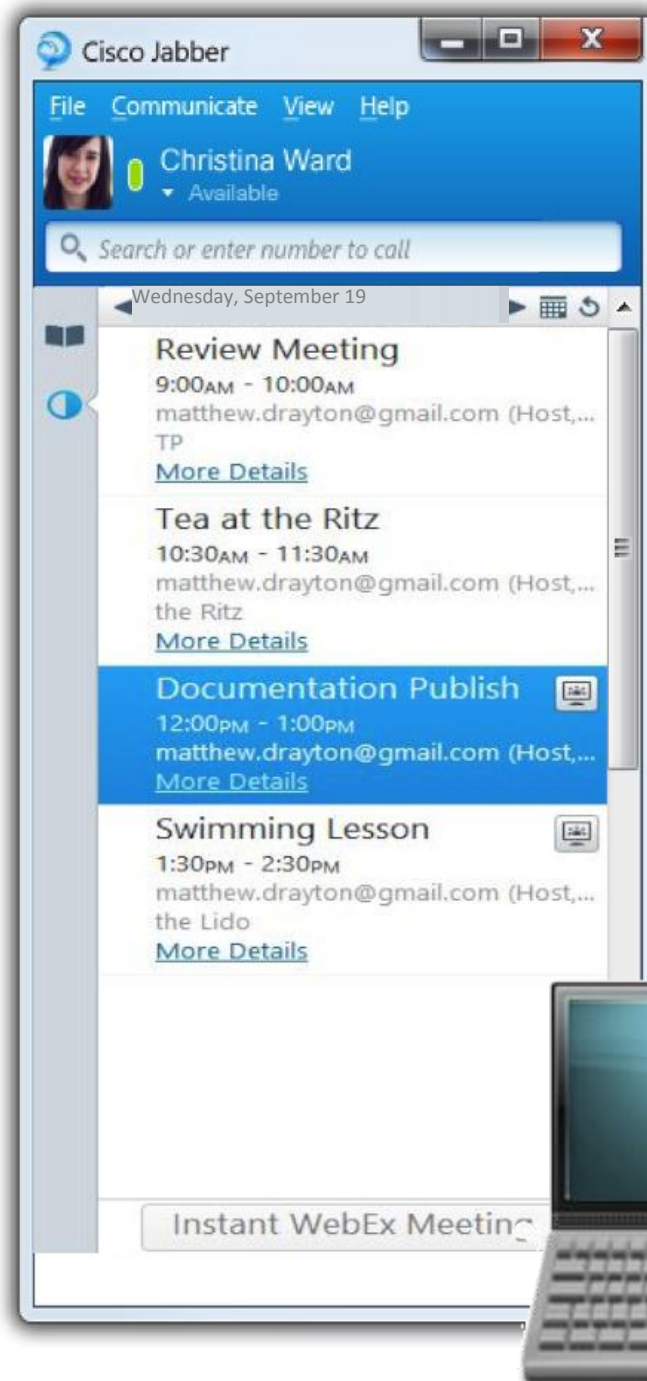 Cisco Jabber
File Communicate View Help
Christina Ward
Available
Search or enter number to call
Wednesday, September 19
Review Meeting
9:00AM - 10:00AM
matthew.drayton@gmail.com (Host,...
TP
More Details
Tea at the Ritz
10:30AM - 11:30AM
matthew.drayton@gmail.com (Host,...
the Ritz
More Details
Documentation Publish
12:00PM - 1:00PM
matthew.drayton@gmail.com (Host,...
More Details
Swimming Lesson
1:30PM - 2:30PM
matthew.drayton@gmail.com (Host,...
the Lido
More Details
Instant WebEx Meeting